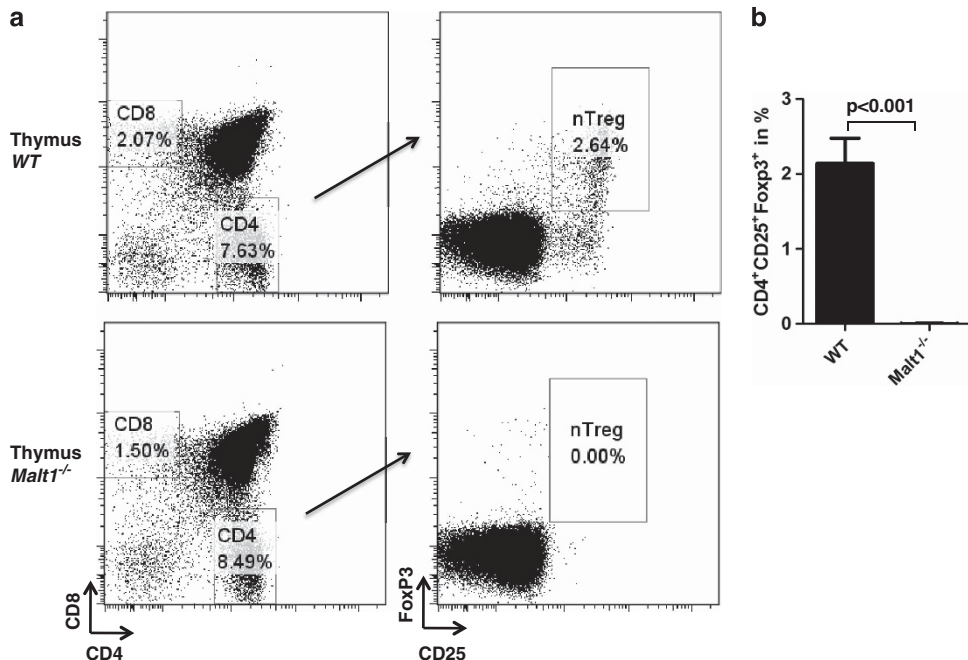 a
Thymus
WT
CD8
2.07%
CD4
7.63%
nTreg
2.64%
Thymus
Malt1-/-
CD8
1.50%
CD4
8.49%
nTreg
0.00%
CD8
CD4
FoxP3
CD25
b
CD4+CD25+Foxp3+ in %
3
2
1
0
p<0.001
WT
Malt1-/-